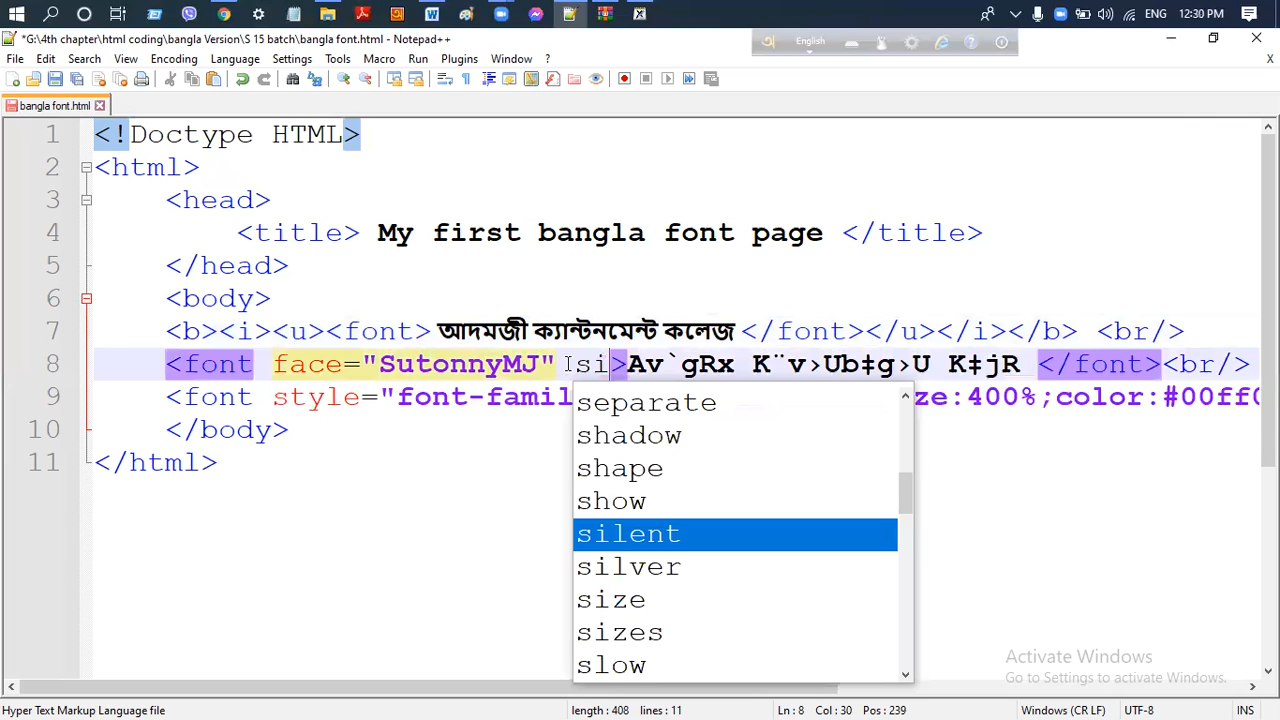 ENG 12:30 PM
*G:\4th chapter\html coding\bangla Version\S 15 batch\bangla font.html - Notepad++
English
File Edit Search View Encoding Language Settings Tools Macro Run Plugins Window ? X
bangla font.html
1 <!Doctype HTML>
2 <html>
3 <head>
4 <title> My first bangla font page </title>
5 </head>
6 <body>
7 <b><i><u><font> আদমজী ক্যান্টনমেন্ট কলেজ </font></u></i></b> <br/>
8 <font face="SutonnyMJ" si>Av`gRx K¨v›Ub‡g›U K‡jR </font><br/>
9 <font style="font-famil ze:400%;color:#00ff0
10 </body>
11 </html>
separate
shadow
shape
show
silent
silver
size
sizes
slow
Activate Windows
Go to Settings to activate Windows.
Hyper Text Markup Language file length : 408 lines : 11 Ln : 8 Col : 30 Pos : 239 Windows (CR LF) UTF-8 INS